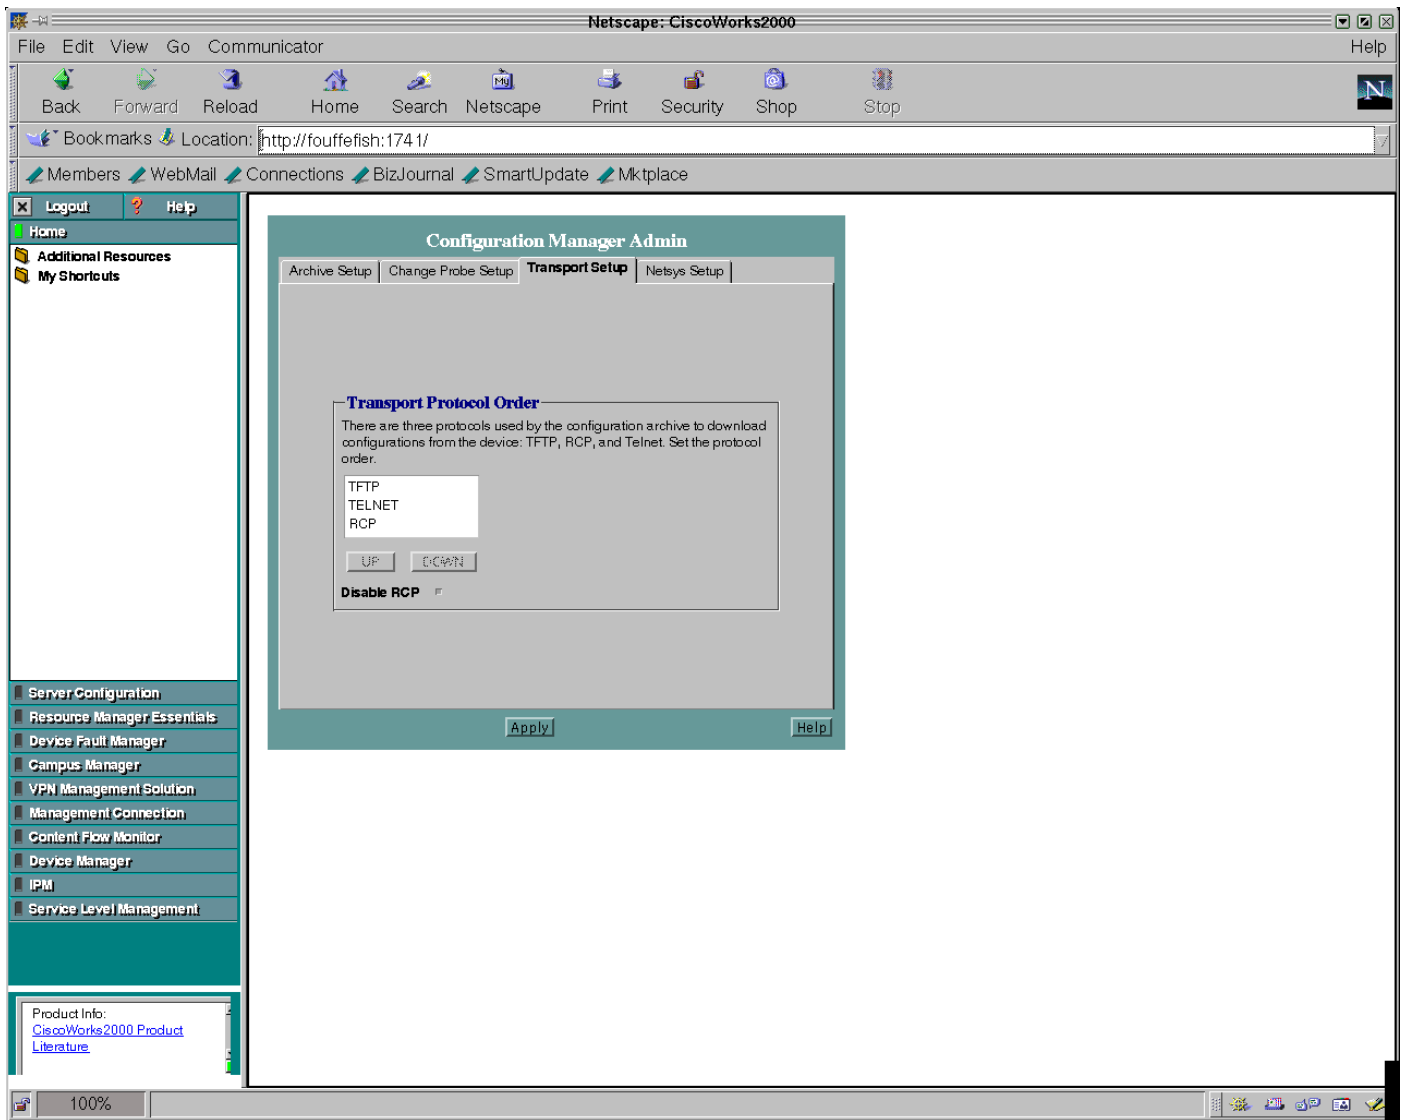 Netscape: CiscoWorks2000
File Edit View Go Communicator Help
Back Forward Reload Home Search Netscape Print Security Shop Stop
My
N
Bookmarks Location: http://fouffefish:1741/
Members WebMail Connections BizJournal SmartUpdate Mktplace
Logout ? Help
Home
Additional Resources
My Shortcuts
Configuration Manager Admin
Archive Setup Change Probe Setup Transport Setup Netsys Setup
Transport Protocol Order
There are three protocols used by the configuration archive to download
configurations from the device: TFTP, RCP, and Telnet. Set the protocol
order.
TFTP
TELNET
RCP
UP DOWN
Disable RCP
Apply Help
Server Configuration
Resource Manager Essentials
Device Fault Manager
Campus Manager
VPN Management Solution
Management Connection
Content Flow Monitor
Device Manager
IPM
Service Level Management
Product Info:
CiscoWorks2000 Product
Literature
100%